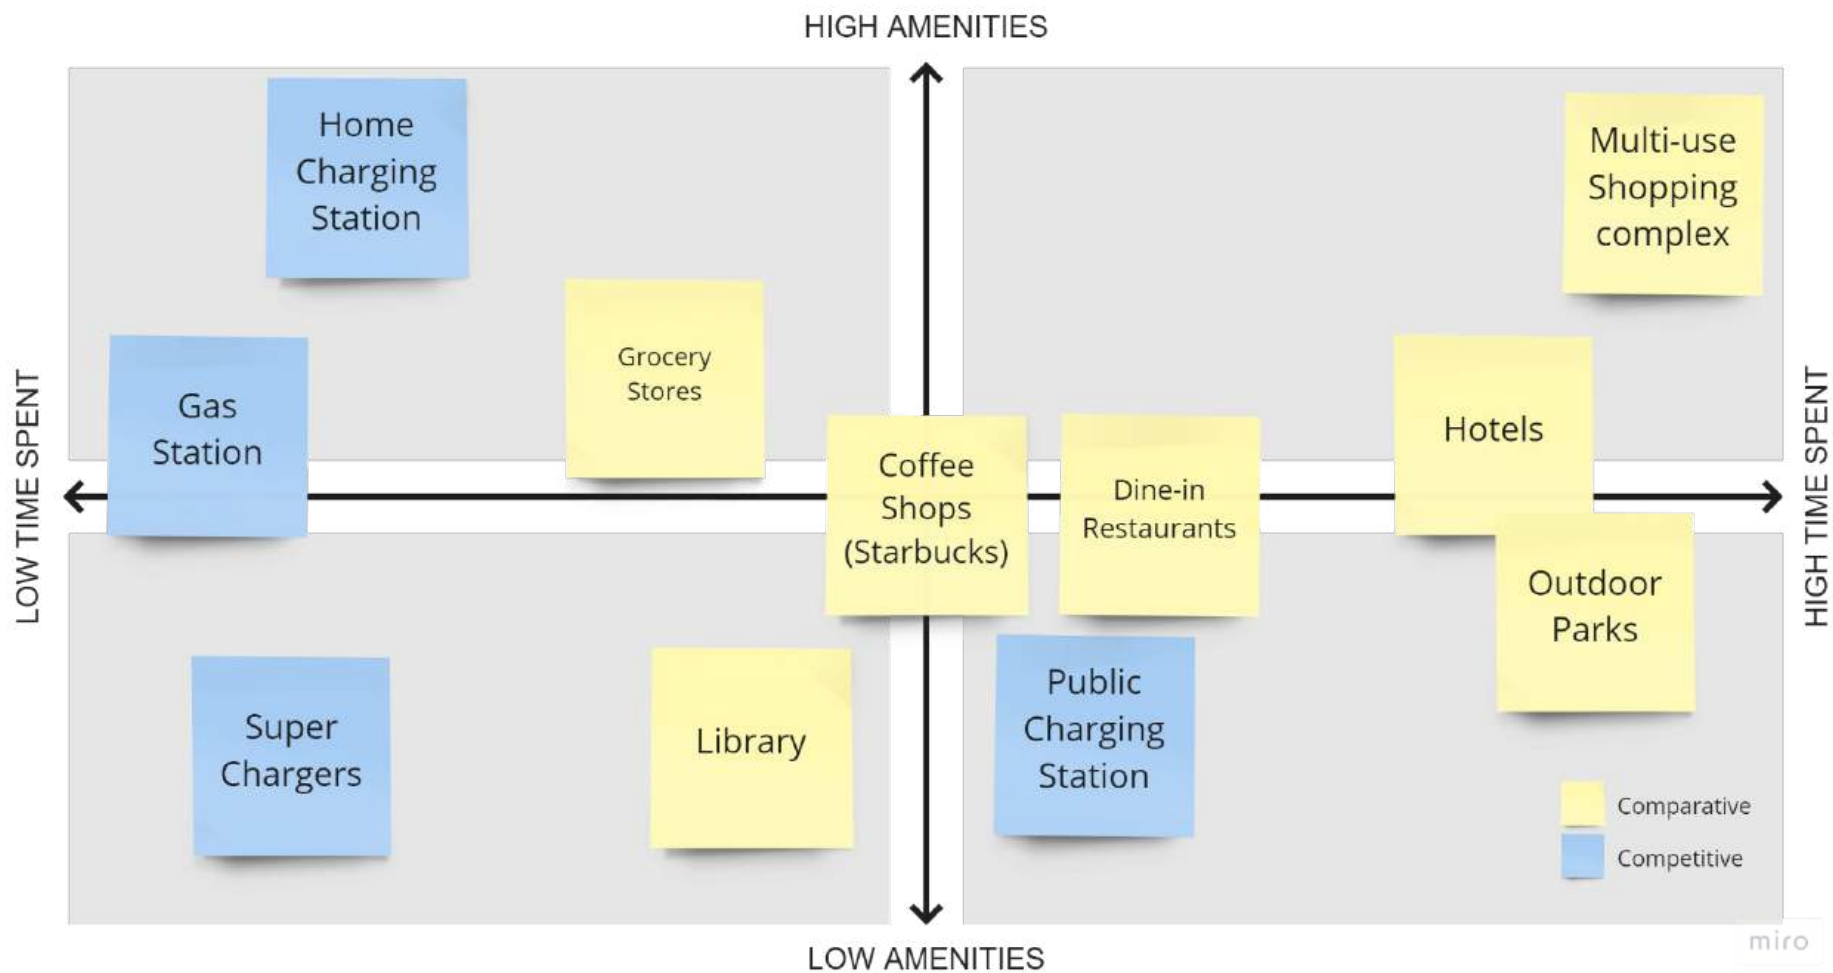 HIGH AMENITIES
Home
Charging
Station
Multi-use
Shopping
complex
Grocery
Stores
Gas
Station
Hotels
LOW TIME SPENT
HIGH TIME SPENT
Coffee
Shops
(Starbucks)
Dine-in
Restaurants
Outdoor
Parks
Super
Chargers
Library
Public
Charging
Station
Comparative
Competitive
miro
LOW AMENITIES